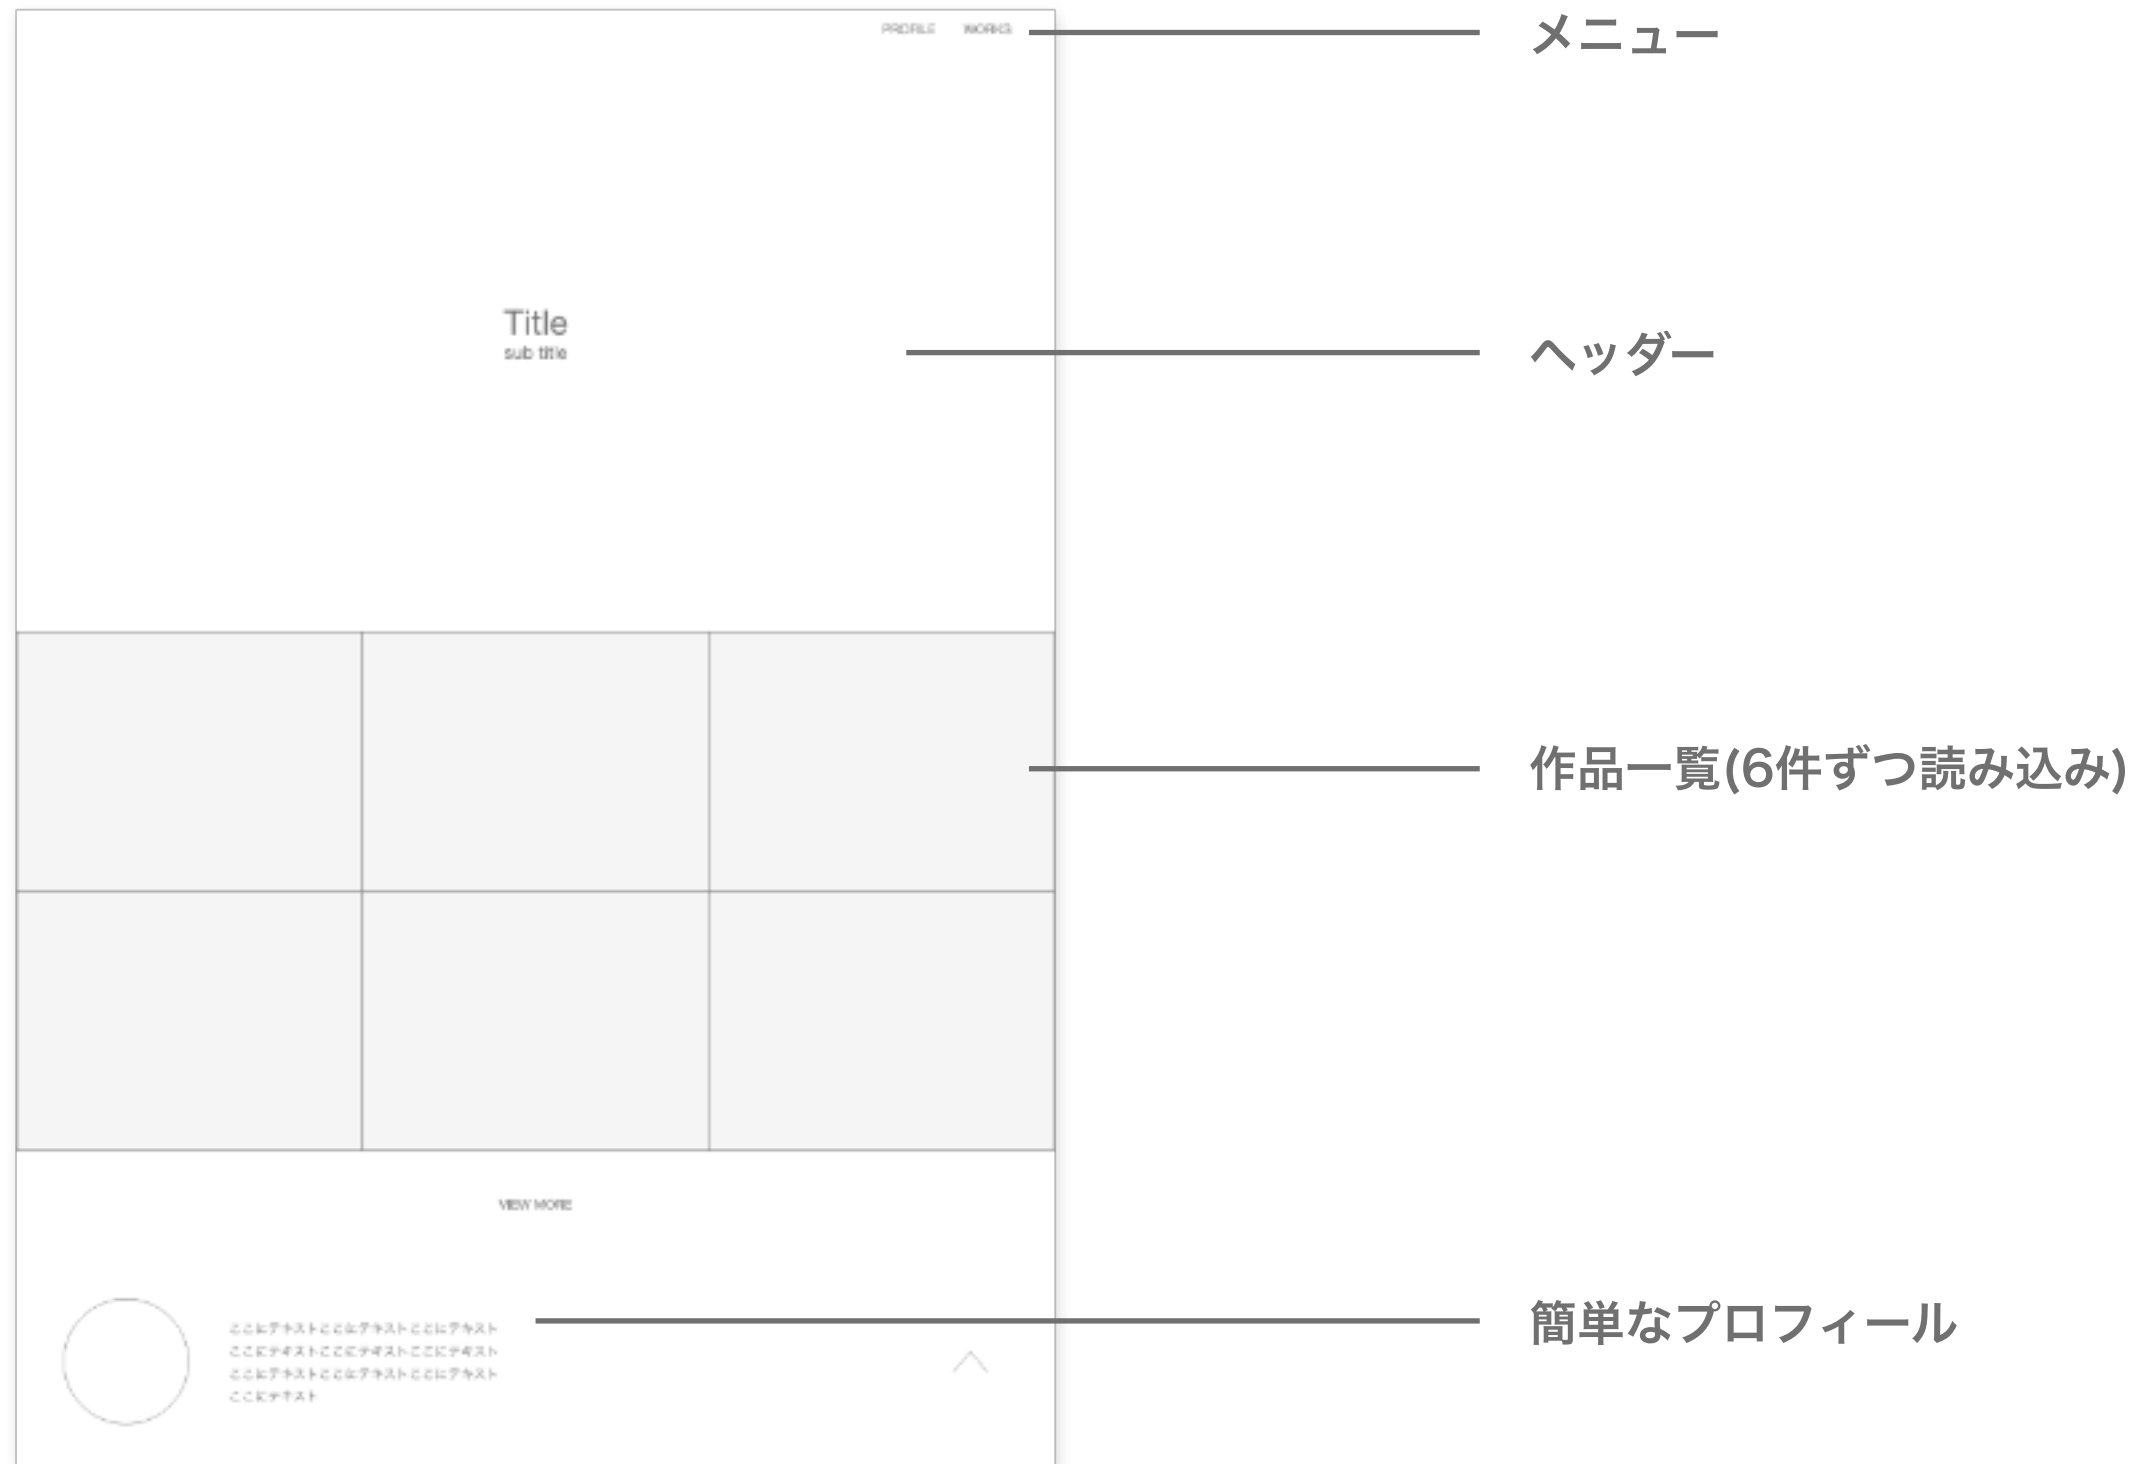 PROFILE WORKS
メニュー
Title
sub title
ヘッダー
作品一覧(6件ずつ読み込み)
VIEW MORE
簡単なプロフィール
ここにテキストここにテキストここにテキスト
ここにテキストここにテキストここにテキスト
ここにテキストここにテキストここにテキスト
ここにテキスト